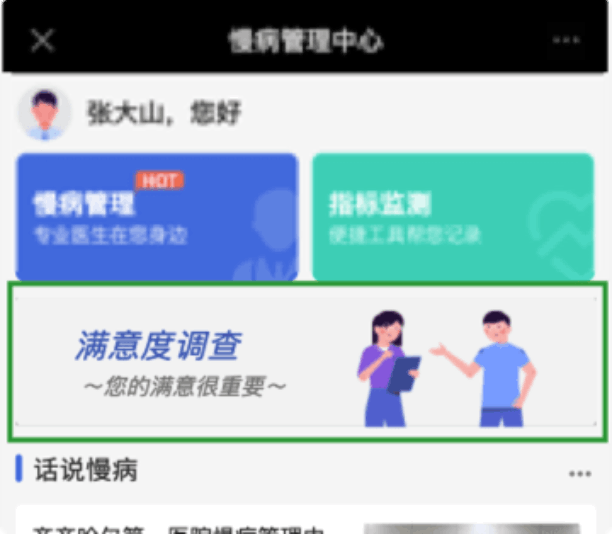 慢病管理中心
张大山，您好
HOT
慢病管理
专业医生在您身边
指标监测
便捷工具帮您记录
满意度调查
～您的满意很重要～
话说慢病